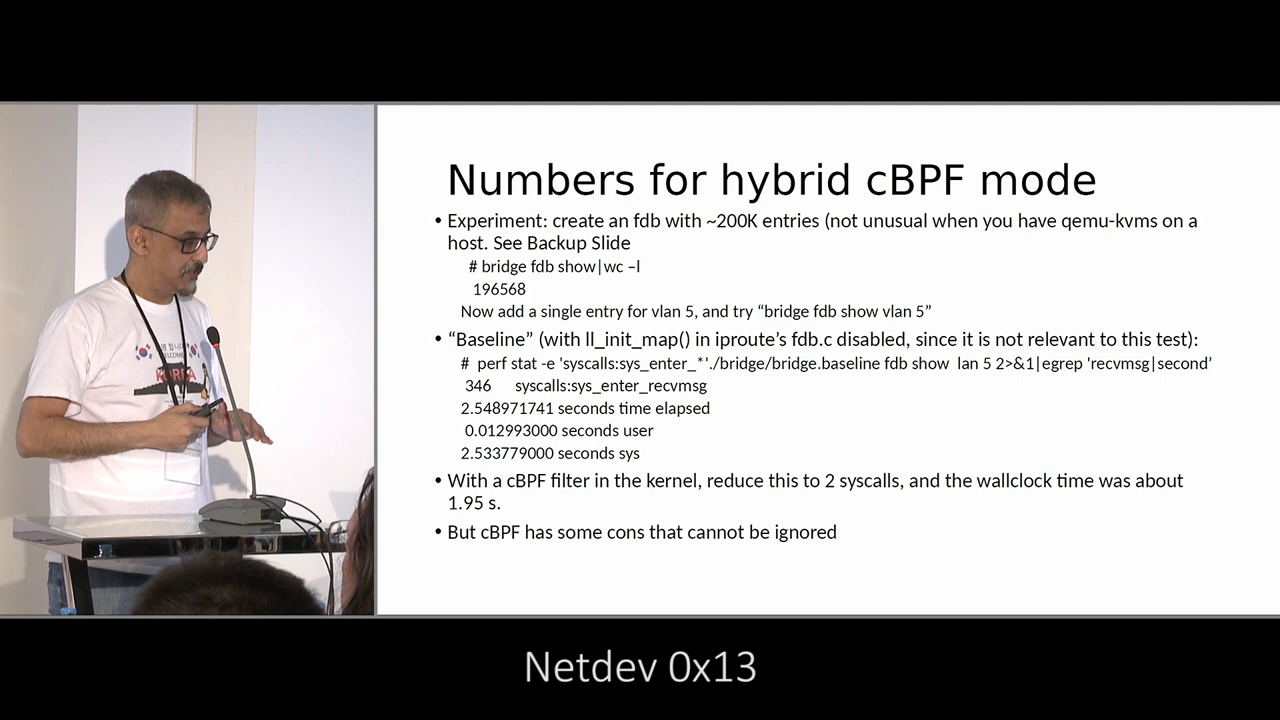 Numbers for hybrid cBPF mode
• Experiment: create an fdb with ~200K entries (not unusual when you have qemu-kvms on a
host. See Backup Slide
# bridge fdb show|wc –l
196568
Now add a single entry for vlan 5, and try “bridge fdb show vlan 5”
• “Baseline” (with ll_init_map() in iproute’s fdb.c disabled, since it is not relevant to this test):
# perf stat -e 'syscalls:sys_enter_*'./bridge/bridge.baseline fdb show lan 5 2>&1|egrep 'recvmsg|second’
346 syscalls:sys_enter_recvmsg
2.548971741 seconds time elapsed
0.012993000 seconds user
2.533779000 seconds sys
• With a cBPF filter in the kernel, reduce this to 2 syscalls, and the wallclock time was about
1.95 s.
• But cBPF has some cons that cannot be ignored
KOREA
Netdev 0x13